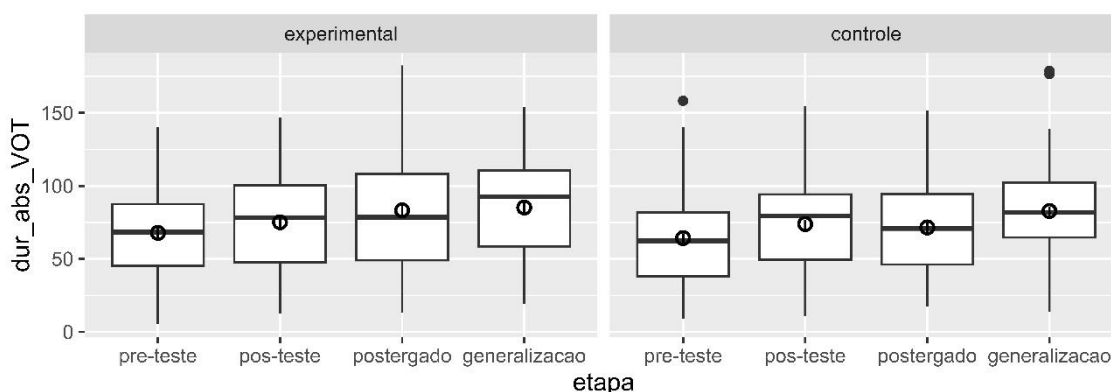 experimental
controle
dur_abs_VOT
150
100
50
0
pre-teste pos-teste postergado generalizacao
pre-teste pos-teste postergado generalizacao
etapa